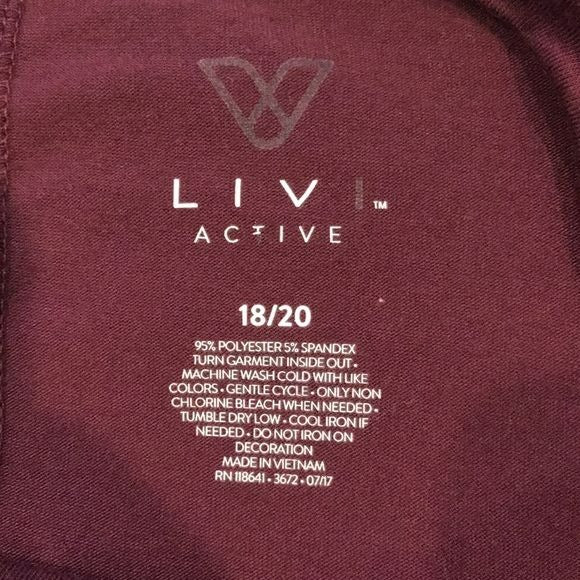 LIVI™
ACTIVE
18/20
95% POLYESTER 5% SPANDEX
TURN GARMENT INSIDE OUT •
MACHINE WASH COLD WITH LIKE
COLORS • GENTLE CYCLE • ONLY NON
CHLORINE BLEACH WHEN NEEDED •
TUMBLE DRY LOW • COOL IRON IF
NEEDED • DO NOT IRON ON
DECORATION
MADE IN VIETNAM
RN 118641 • 3672 • 07/17